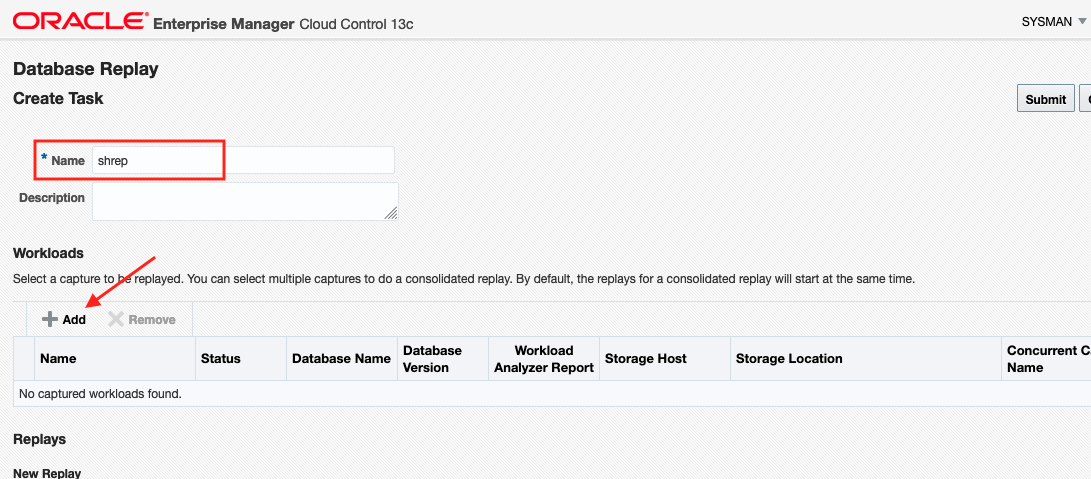 ORACLE® Enterprise Manager Cloud Control 13c
SYSMAN
Database Replay
Create Task
Submit
* Name shrep
Description
Workloads
Select a capture to be replayed. You can select multiple captures to do a consolidated replay. By default, the replays for a consolidated replay will start at the same time.
Add Remove
Name Status Database Name Database Version Workload Analyzer Report Storage Host Storage Location Concurrent C Name
No captured workloads found.
Replays
New Replay